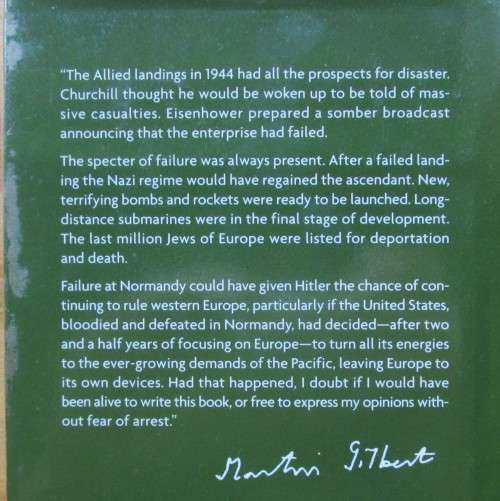 “The Allied landings in 1944 had all the prospects for disaster.
Churchill thought he would be woken up to be told of mas-
sive casualties. Eisenhower prepared a somber broadcast
announcing that the enterprise had failed.
The specter of failure was always present. After a failed land-
ing the Nazi regime would have regained the ascendant. New,
terrifying bombs and rockets were ready to be launched. Long-
distance submarines were in the final stage of development.
The last million Jews of Europe were listed for deportation
and death.
Failure at Normandy could have given Hitler the chance of con-
tinuing to rule western Europe, particularly if the United States,
bloodied and defeated in Normandy, had decided—after two
and a half years of focusing on Europe—to turn all its energies
to the ever-growing demands of the Pacific, leaving Europe to
its own devices. Had that happened, I doubt if I would have
been alive to write this book, or free to express my opinions with-
out fear of arrest.”
Martin Gilbert